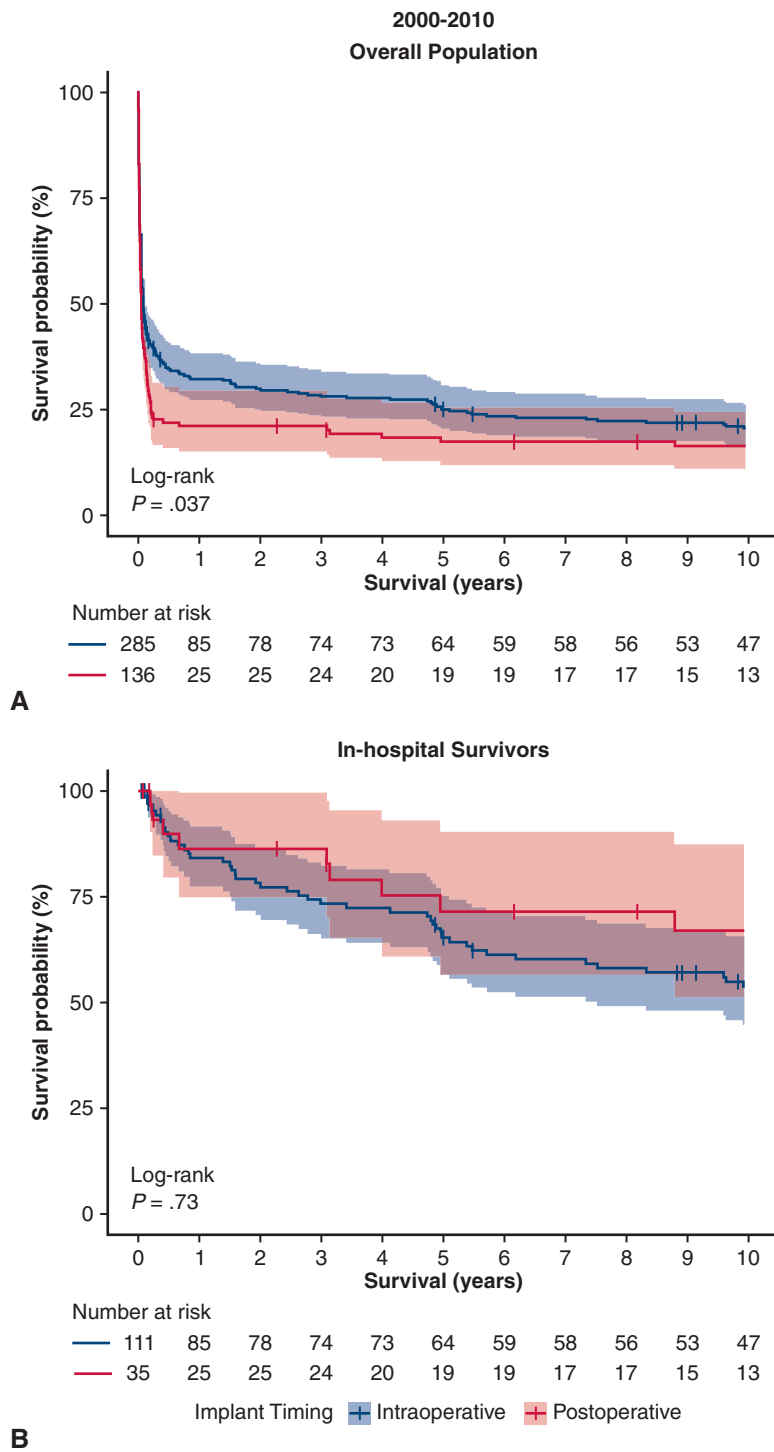 2000-2010
Overall Population
100
75
50
25
0
Survival probability (%)
Log-rank
P = .037
0 1 2 3 4 5 6 7 8 9 10
Survival (years)
Number at risk
285 85 78 74 73 64 59 58 56 53 47
136 25 25 24 20 19 19 17 17 15 13
A
In-hospital Survivors
100
75
50
25
0
Survival probability (%)
Log-rank
P = .73
0 1 2 3 4 5 6 7 8 9 10
Survival (years)
Number at risk
111 85 78 74 73 64 59 58 56 53 47
35 25 25 24 20 19 19 17 17 15 13
Implant Timing Intraoperative Postoperative
B